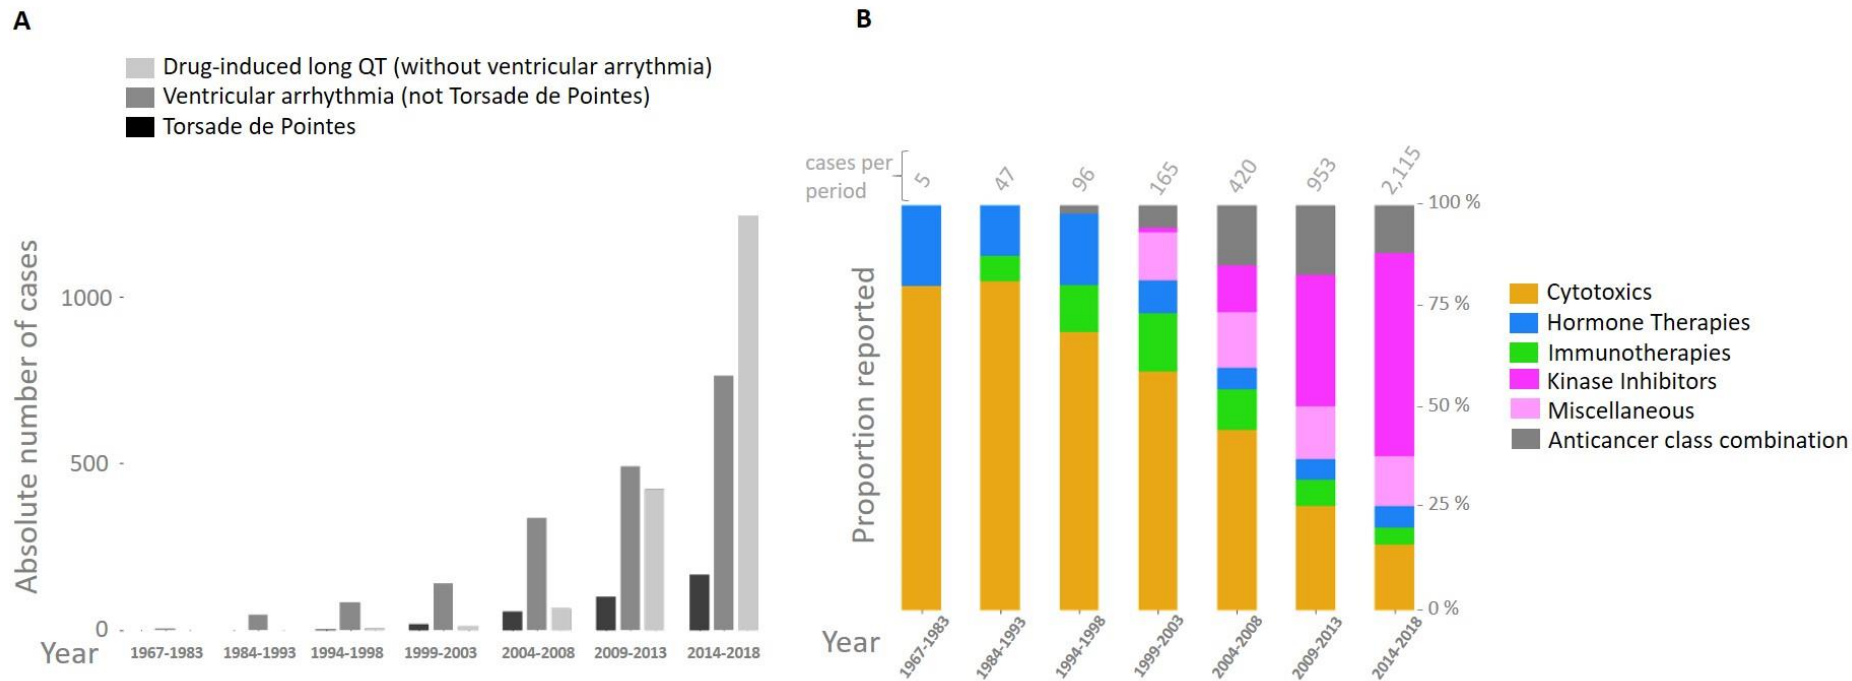 A
Drug-induced long QT (without ventricular arrythmia)
Ventricular arrhythmia (not Torsade de Pointes)
Torsade de Pointes
Absolute number of cases
1000
500
0
Year
1967-1983
1984-1993
1994-1998
1999-2003
2004-2008
2009-2013
2014-2018
B
cases per
period
5
47
96
165
420
953
2,115
Proportion reported
100 %
75 %
50 %
25 %
0 %
Year
1967-1983
1984-1993
1994-1998
1999-2003
2004-2008
2009-2013
2014-2018
Cytotoxics
Hormone Therapies
Immunotherapies
Kinase Inhibitors
Miscellaneous
Anticancer class combination